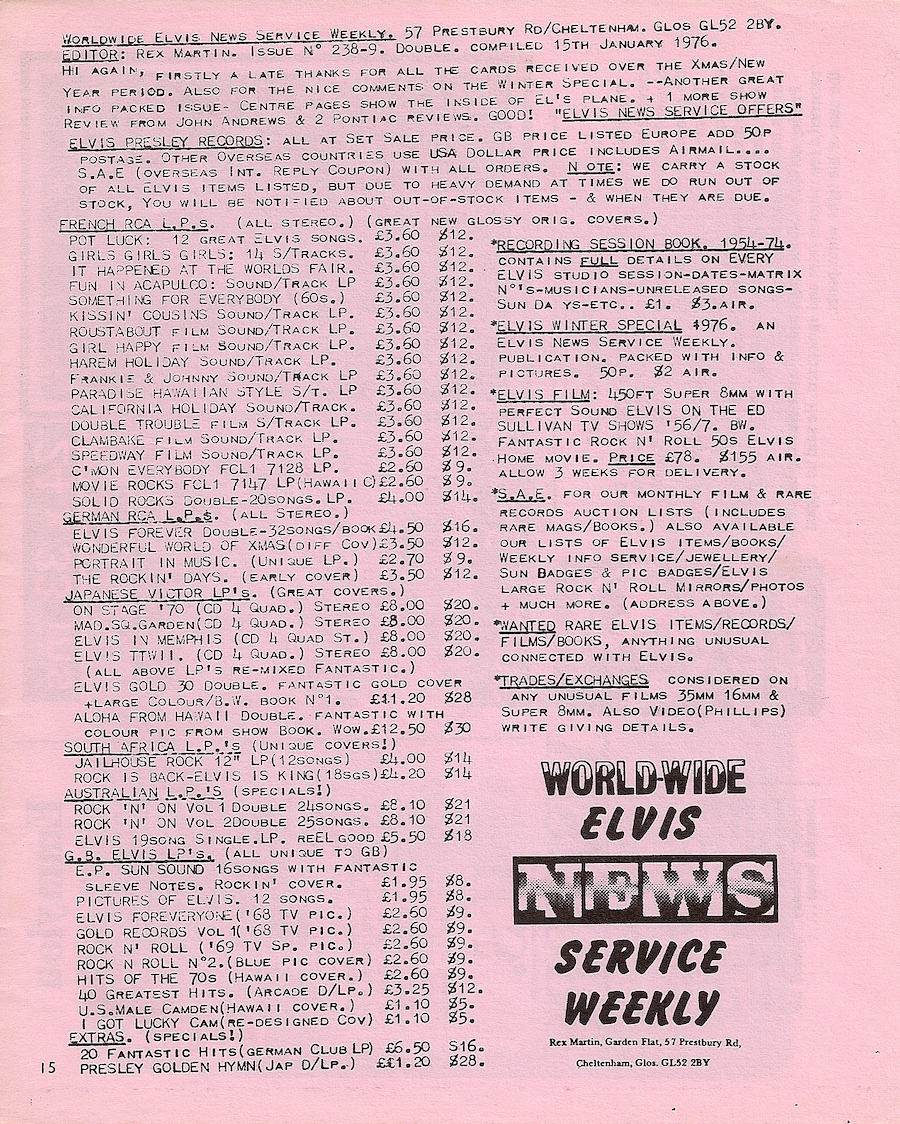 WORLDWIDE ELVIS NEWS SERVICE WEEKLY. 57 PRESTBURY RD/CHELTENHAM. GLOS GL52 2BY.
EDITOR: REX MARTIN. ISSUE N° 238-9. DOUBLE. COMPILED 15TH JANUARY 1976.
HI AGAIN, FIRSTLY A LATE THANKS FOR ALL THE CARDS RECEIVED OVER THE XMAS/NEW
YEAR PERIOD. ALSO FOR THE NICE COMMENTS ON THE WINTER SPECIAL. --ANOTHER GREAT
INFO PACKED ISSUE- CENTRE PAGES SHOW THE INSIDE OF EL'S PLANE. + 1 MORE SHOW
REVIEW FROM JOHN ANDREWS & 2 PONTIAC REVIEWS. GOOD! "ELVIS NEWS SERVICE OFFERS"
ELVIS PRESLEY RECORDS: ALL AT SET SALE PRICE. GB PRICE LISTED EUROPE ADD 50P
POSTAGE. OTHER OVERSEAS COUNTRIES USE USA DOLLAR PRICE INCLUDES AIRMAIL....
S.A.E (OVERSEAS INT. REPLY COUPON) WITH ALL ORDERS. N OTE: WE CARRY A STOCK
OF ALL ELVIS ITEMS LISTED, BUT DUE TO HEAVY DEMAND AT TIMES WE DO RUN OUT OF
STOCK, YOU WILL BE NOTIFIED ABOUT OUT-OF-STOCK ITEMS - & WHEN THEY ARE DUE.
FRENCH RCA L.P.S. (ALL STEREO.) (GREAT NEW GLOSSY ORIG. COVERS.)
POT LUCK: 12 GREAT ELVIS SONGS. £3.60 $12.
GIRLS GIRLS GIRLS: 14 S/TRACKS. £3.60 $12.
IT HAPPENED AT THE WORLDS FAIR. £3.60 $12.
FUN IN ACAPULCO: SOUND/TRACK LP £3.60 $12.
SOMETHING FOR EVERYBODY (60S.) £3.60 $12.
KISSIN' COUSINS SOUND/TRACK LP. £3.60 $12.
ROUSTABOUT FILM SOUND/TRACK LP. £3.60 $12.
GIRL HAPPY FILM SOUND/TRACK LP. £3.60 $12.
HAREM HOLIDAY SOUND/TRACK LP. £3.60 $12.
FRANKIE & JOHNNY SOUND/TRACK LP £3.60 $12.
PARADISE HAWAIIAN STYLE S/T. LP £3.60 $12.
CALIFORNIA HOLIDAY SOUND/TRACK. £3.60 $12.
DOUBLE TROUBLE FILM S/TRACK LP. £3.60 $12.
CLAMBAKE FILM SOUND/TRACK LP. £3.60 $12.
SPEEDWAY FILM SOUND/TRACK LP. £3.60 $12.
C'MON EVERYBODY FCL1 7128 LP. £2.60 $9.
MOVIE ROCKS FCL1 7147 LP(HAWAII C)£2.60 $9.
SOLID ROCKS DOUBLE-20SONGS.LP. £4.00 $14.
GERMAN RCA L.P.S. (ALL STEREO.)
ELVIS FOREVER DOUBLE-32SONGS/BOOK£4.50 $16.
WONDERFUL WORLD OF XMAS(DIFF COV)£3.50 $12.
PORTRAIT IN MUSIC. (UNIQUE LP.) £2.70 $9.
THE ROCKIN' DAYS. (EARLY COVER) £3.50 $12.
JAPANESE VICTOR LP'S. (GREAT COVERS.)
ON STAGE '70 (CD 4 QUAD.) STEREO £8.00 $20.
MAD.SQ.GARDEN(CD 4 QUAD.) STEREO £8.00 $20.
ELVIS IN MEMPHIS (CD 4 QUAD ST.) £8.00 $20.
ELVIS TTWII. (CD 4 QUAD.) STEREO £8.00 $20.
(ALL ABOVE LP'S RE-MIXED FANTASTIC.)
ELVIS GOLD 30 DOUBLE. FANTASTIC GOLD COVER
+LARGE COLOUR/B.W. BOOK N°1. £11.20 $28
ALOHA FROM HAWAII DOUBLE. FANTASTIC WITH
COLOUR PIC FROM SHOW BOOK. WOW.£12.50 $30
SOUTH AFRICA L.P.'S (UNIQUE COVERS!)
JAILHOUSE ROCK 12" LP(12SONGS) £4.00 $14
ROCK IS BACK-ELVIS IS KING(18SGS)£4.20 $14
AUSTRALIAN L.P.'S (SPECIALS!)
ROCK 'N' ON VOL 1 DOUBLE 24SONGS. £8.10 $21
ROCK 'N' ON VOL 2DOUBLE 25SONGS. £8.10 $21
ELVIS 19SONG SINGLE.LP. REEL GOOD £5.50 $18
G.B. ELVIS LP'S. (ALL UNIQUE TO GB)
E.P. SUN SOUND 16SONGS WITH FANTASTIC
SLEEVE NOTES. ROCKIN' COVER. £1.95 $8.
PICTURES OF ELVIS. 12 SONGS. £1.95 $8.
ELVIS FOREVERYONE('68 TV PIC.) £2.60 $9.
GOLD RECORDS VOL 1('68 TV PIC.) £2.60 $9.
ROCK N' ROLL ('69 TV SP. PIC.) £2.60 $9.
ROCK N ROLL N°2.(BLUE PIC COVER) £2.60 $9.
HITS OF THE 70S (HAWAII COVER.) £2.60 $9.
40 GREATEST HITS. (ARCADE D/LP.) £3.25 $12.
U.S.MALE CAMDEN(HAWAII COVER.) £1.10 $5.
I GOT LUCKY CAM(RE-DESIGNED COV) £1.10 $5.
EXTRAS. (SPECIALS!)
20 FANTASTIC HITS(GERMAN CLUB LP) £6.50 $16.
PRESLEY GOLDEN HYMN(JAP D/LP.) £11.20 $28.
15
*RECORDING SESSION BOOK. 1954-74.
CONTAINS FULL DETAILS ON EVERY
ELVIS STUDIO SESSION-DATES-MATRIX
N°'S-MUSICIANS-UNRELEASED SONGS-
SUN DA YS-ETC.. £1. $3.AIR.
*ELVIS WINTER SPECIAL 1976. AN
ELVIS NEWS SERVICE WEEKLY.
PUBLICATION. PACKED WITH INFO &
PICTURES. 50P. $2 AIR.
*ELVIS FILM: 450FT SUPER 8MM WITH
PERFECT SOUND ELVIS ON THE ED
SULLIVAN TV SHOWS '56/7. BW.
FANTASTIC ROCK N' ROLL 50S ELVIS
HOME MOVIE. PRICE £78. $155 AIR.
ALLOW 3 WEEKS FOR DELIVERY.
*S.A.E. FOR OUR MONTHLY FILM & RARE
RECORDS AUCTION LISTS (INCLUDES
RARE MAGS/BOOKS.) ALSO AVAILABLE
OUR LISTS OF ELVIS ITEMS/BOOKS/
WEEKLY INFO SERVICE/JEWELLERY/
SUN BADGES & PIC BADGES/ELVIS
LARGE ROCK N' ROLL MIRRORS/PHOTOS
+ MUCH MORE. (ADDRESS ABOVE.)
*WANTED RARE ELVIS ITEMS/RECORDS/
FILMS/BOOKS, ANYTHING UNUSUAL
CONNECTED WITH ELVIS.
*TRADES/EXCHANGES CONSIDERED ON
ANY UNUSUAL FILMS 35MM 16MM &
SUPER 8MM. ALSO VIDEO(PHILLIPS)
WRITE GIVING DETAILS.
WORLD-WIDE
ELVIS
NEWS
SERVICE
WEEKLY
Rex Martin, Garden Flat, 57 Prestbury Rd,
Cheltenham, Glos. GL52 2BY